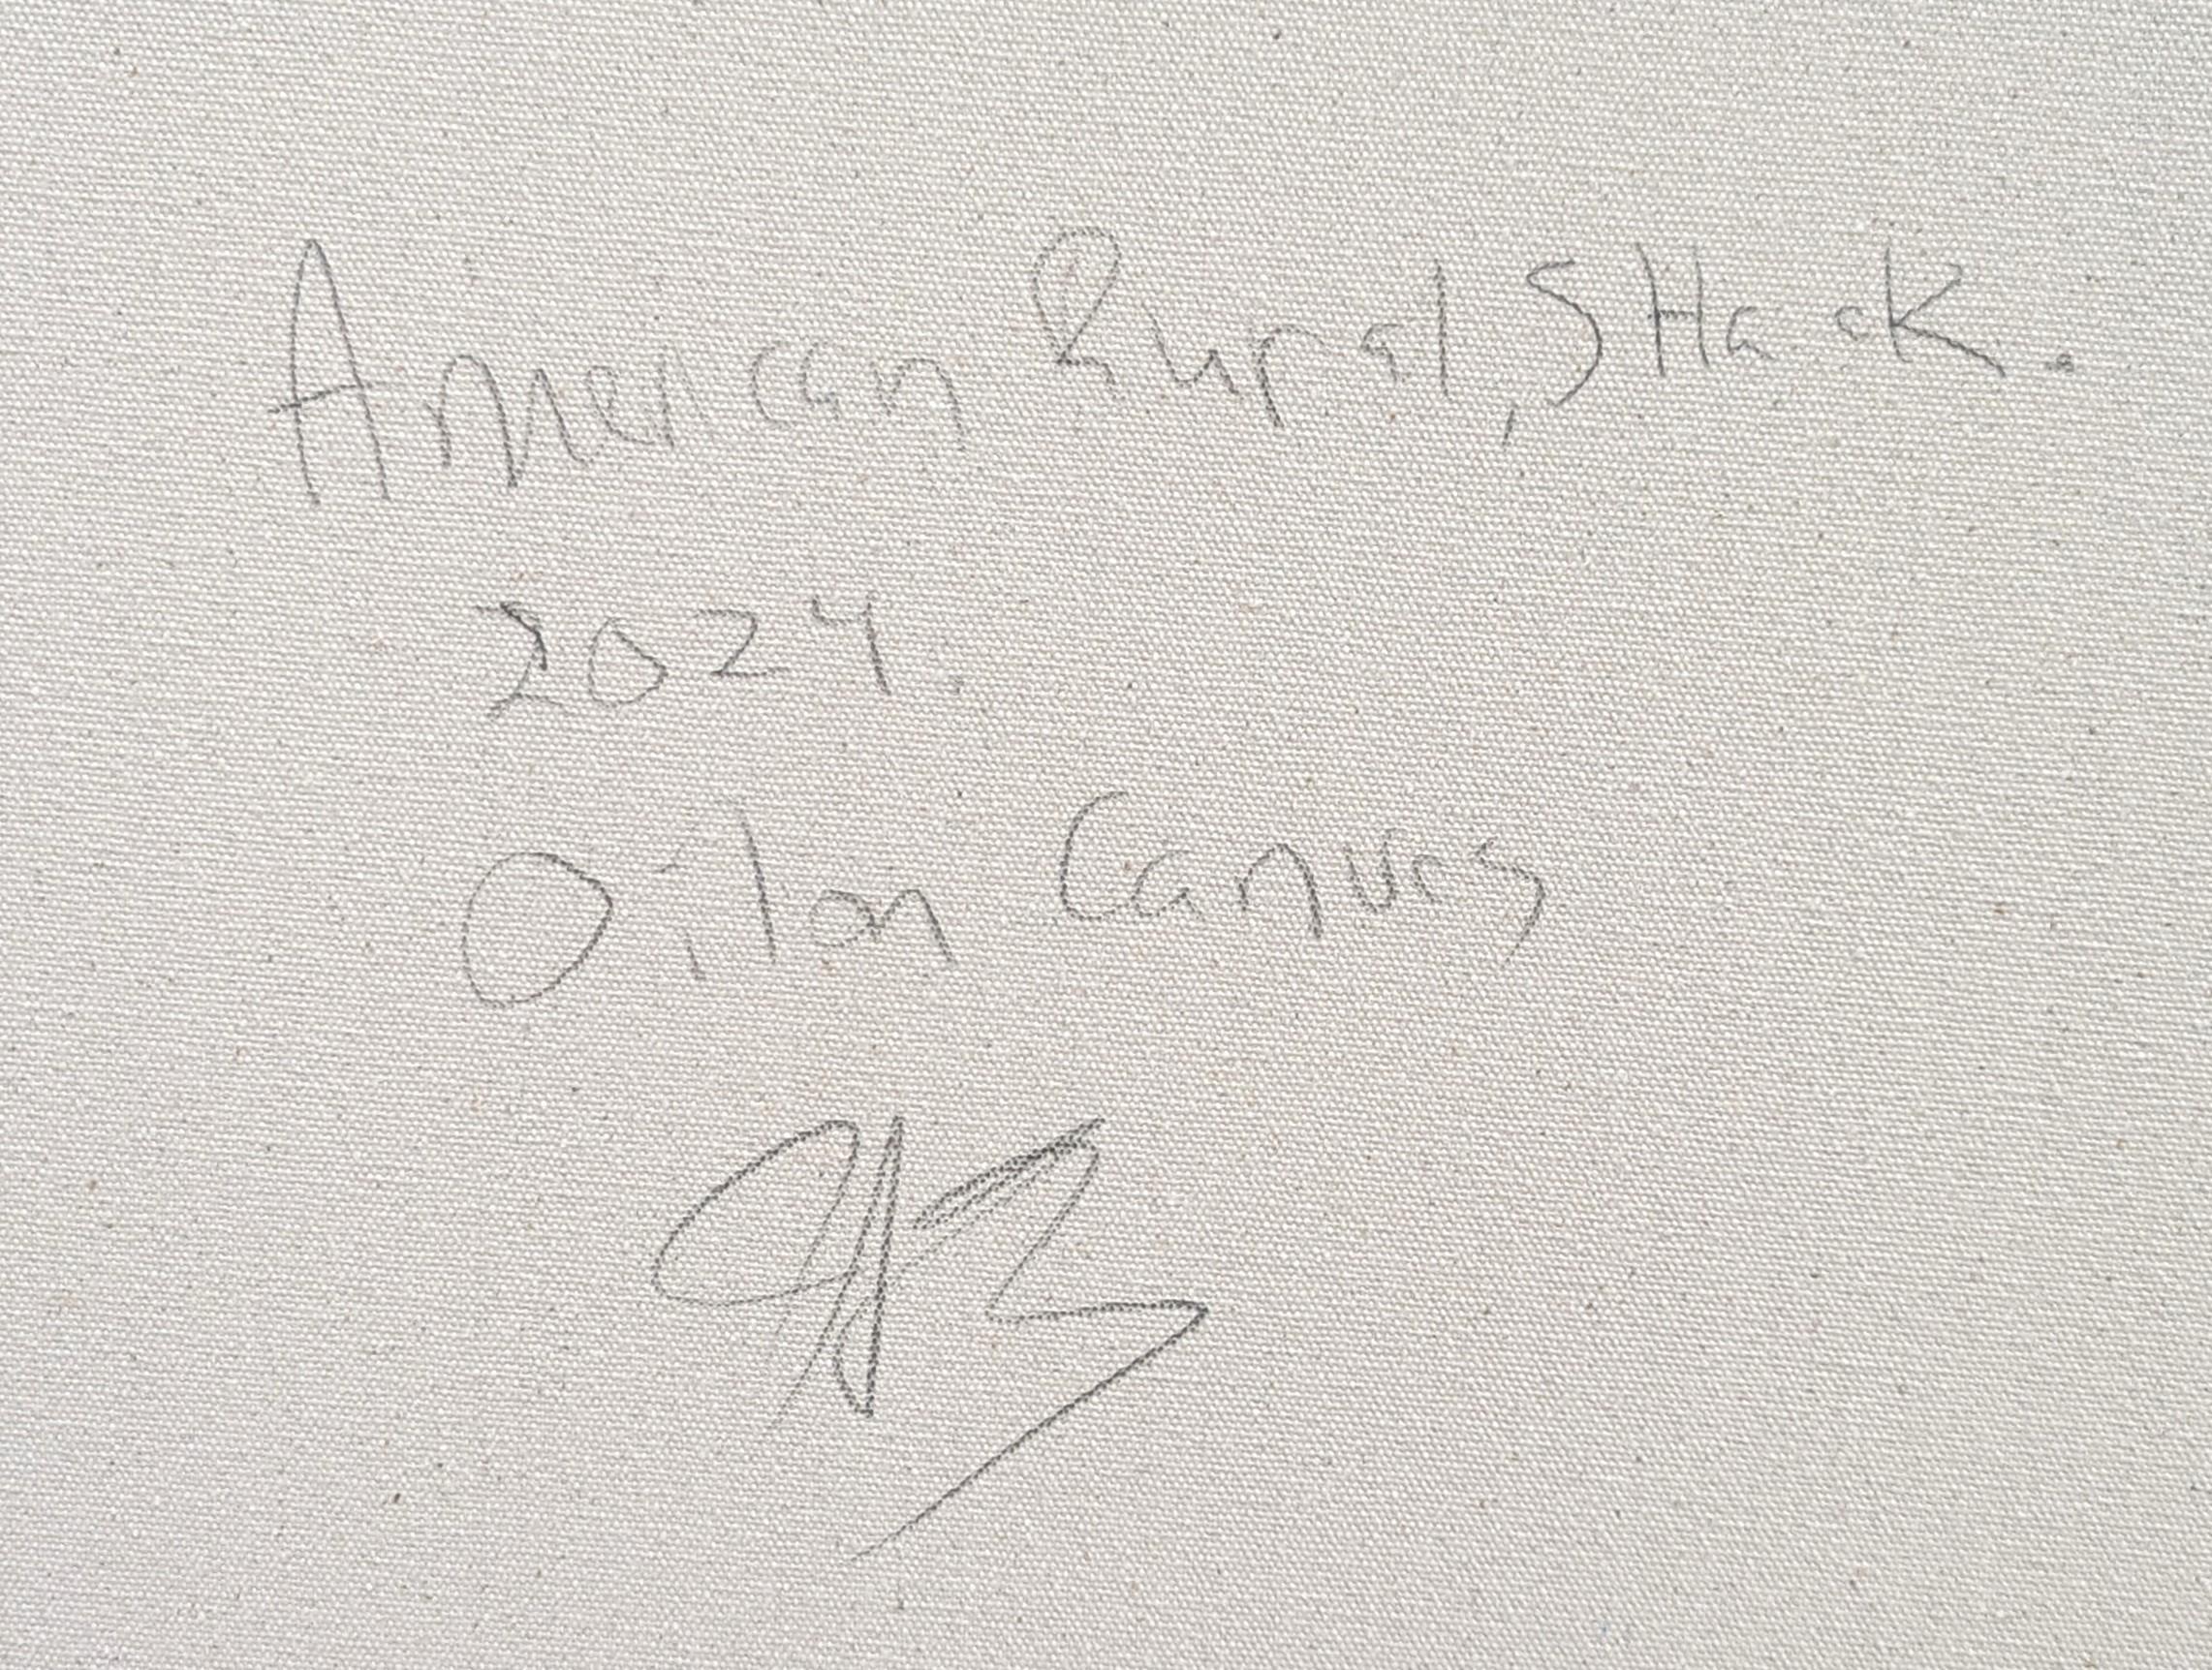 American Rural, SHack.
2024.
Oil on Canvas